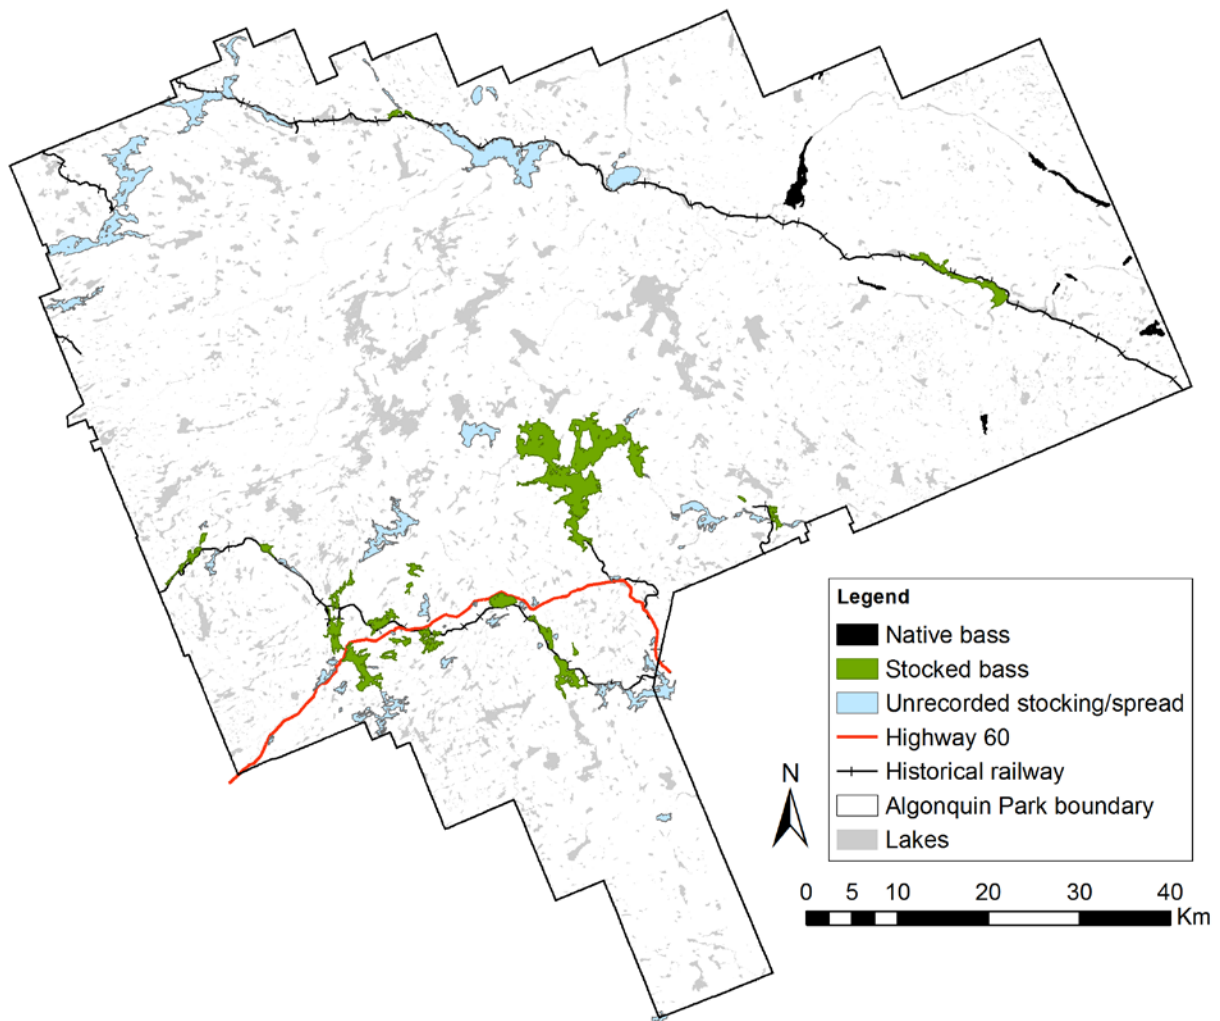 Legend
Native bass
Stocked bass
Unrecorded stocking/spread
Highway 60
Historical railway
Algonquin Park boundary
Lakes
N
0 5 10 20 30 40
Km